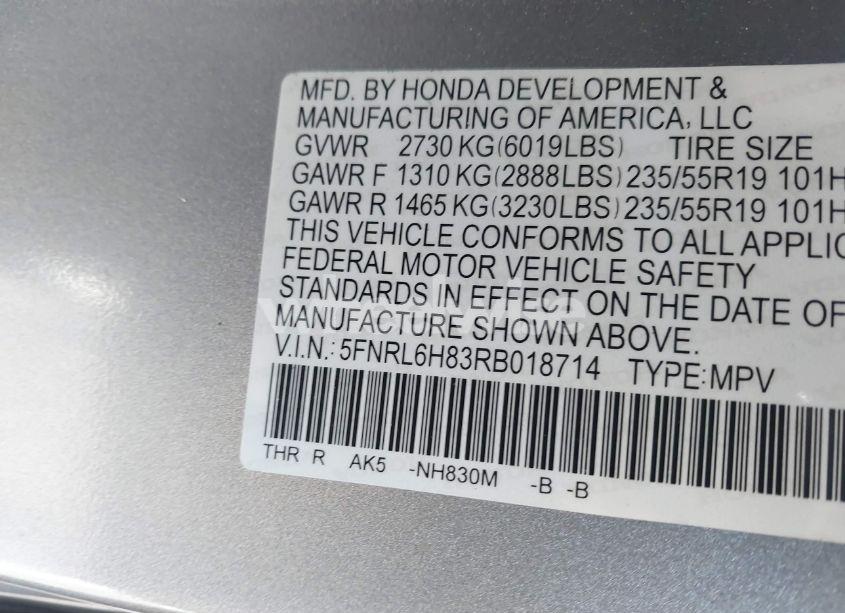 MFD. BY HONDA DEVELOPMENT &
MANUFACTURING OF AMERICA, LLC
GVWR 2730 KG(6019LBS) TIRE SIZE
GAWR F 1310 KG(2888LBS) 235/55R19 101H
GAWR R 1465 KG(3230LBS) 235/55R19 101H
THIS VEHICLE CONFORMS TO ALL APPLIC
FEDERAL MOTOR VEHICLE SAFETY
STANDARDS IN EFFECT ON THE DATE OF
MANUFACTURE SHOWN ABOVE.
V.I.N.: 5FNRL6H83RB018714 TYPE:MPV
THR R AK5 -NH830M -B -B